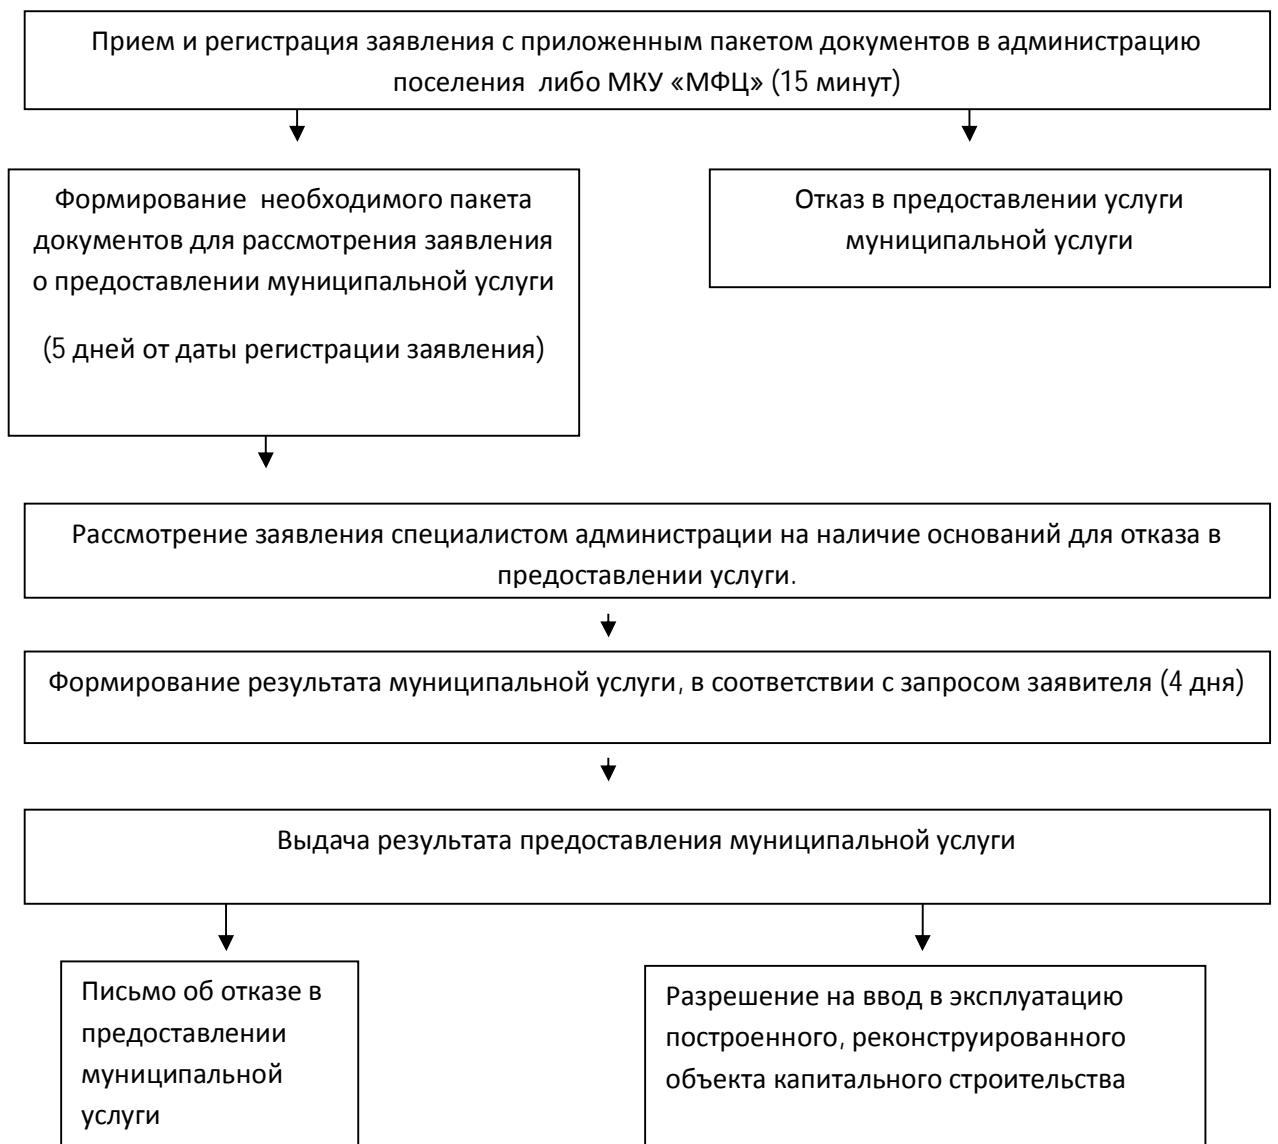 Прием и регистрация заявления с приложенным пакетом документов в администрацию
поселения либо МКУ «МФЦ» (15 минут)
Формирование необходимого пакета
документов для рассмотрения заявления
о предоставлении муниципальной услуги
(5 дней от даты регистрации заявления)
Отказ в предоставлении услуги
муниципальной услуги
Рассмотрение заявления специалистом администрации на наличие оснований для отказа в
предоставлении услуги.
Формирование результата муниципальной услуги, в соответствии с запросом заявителя (4 дня)
Выдача результата предоставления муниципальной услуги
Письмо об отказе в
предоставлении
муниципальной
услуги
Разрешение на ввод в эксплуатацию
построенного, реконструированного
объекта капитального строительства